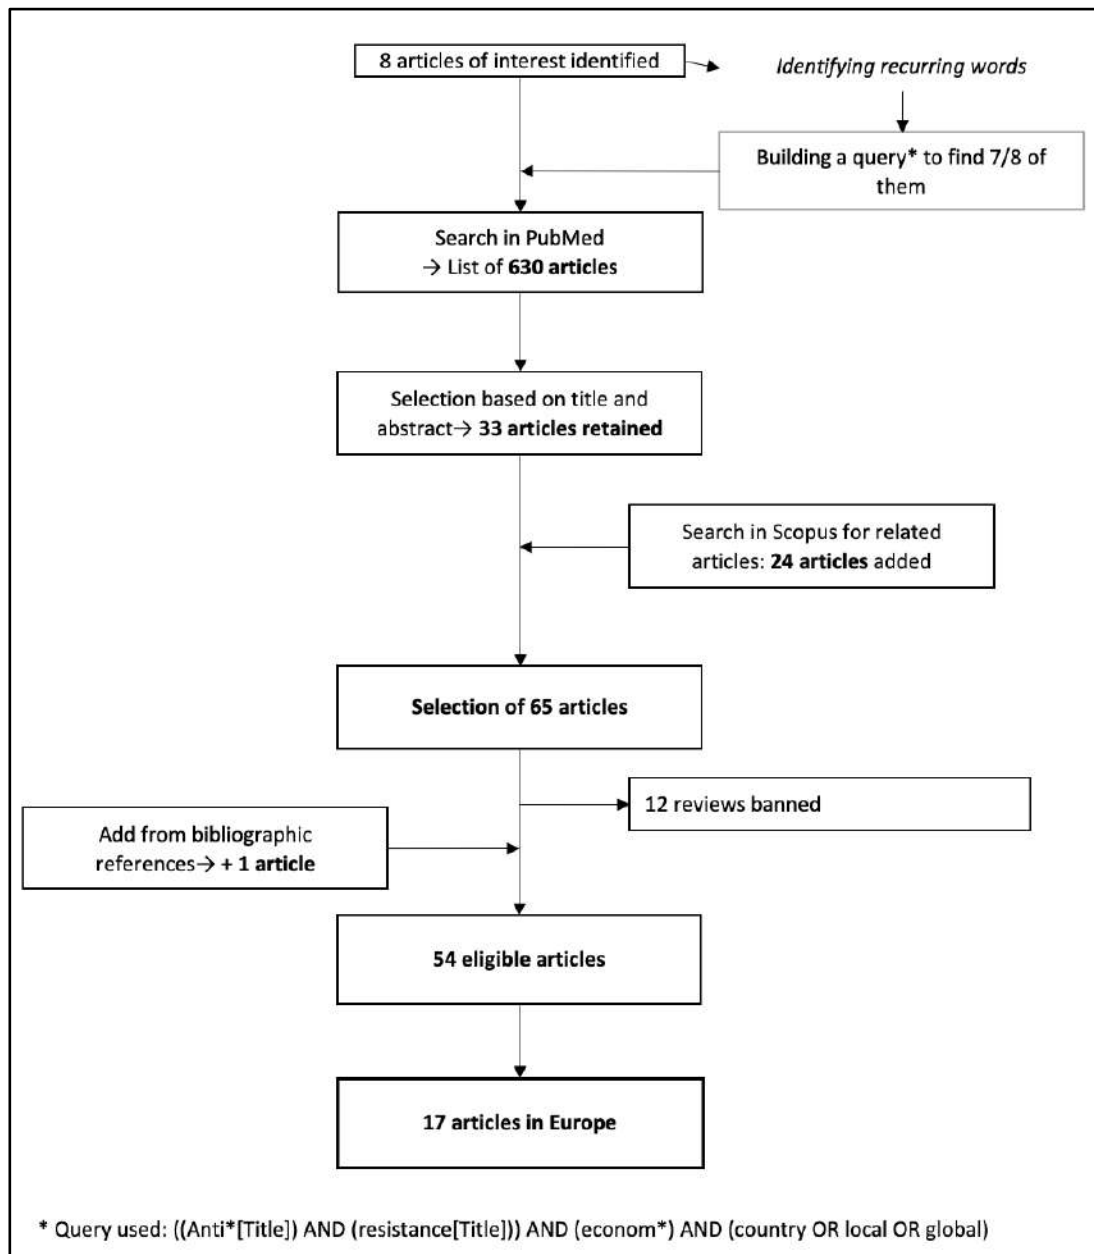 8 articles of interest identified
Identifying recurring words
Building a query* to find 7/8 of
them
Search in PubMed
→ List of 630 articles
Selection based on title and
abstract→ 33 articles retained
Search in Scopus for related
articles: 24 articles added
Selection of 65 articles
12 reviews banned
Add from bibliographic
references→ + 1 article
54 eligible articles
17 articles in Europe
* Query used: ((Anti*[Title]) AND (resistance[Title])) AND (econom*) AND (country OR local OR global)